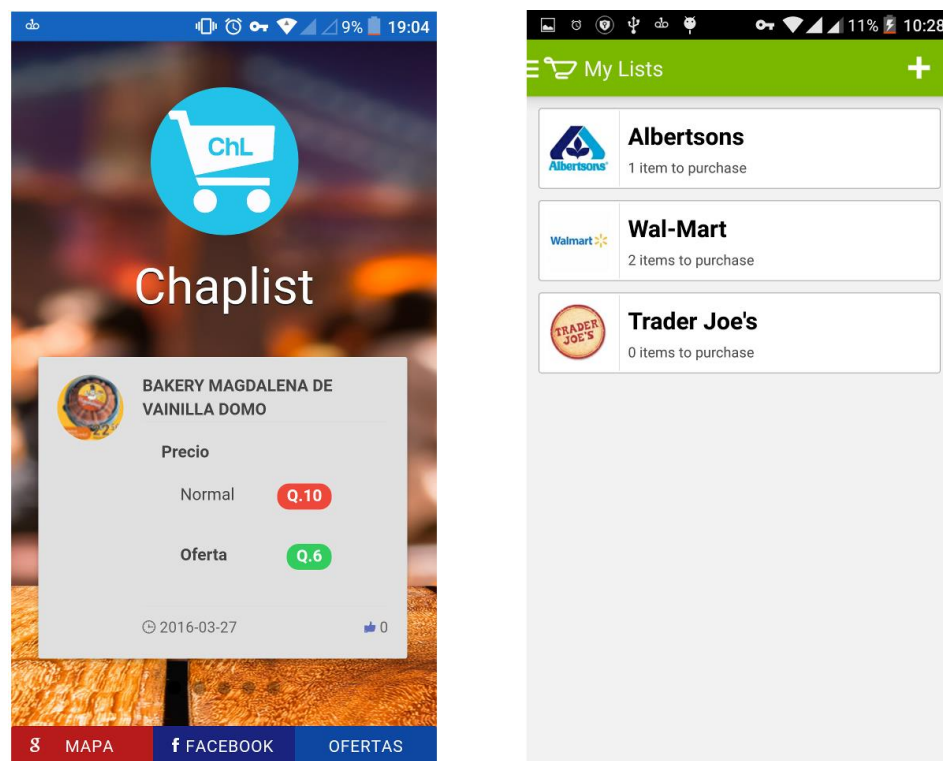 9% 19:04
ChL
Chaplist
BAKERY MAGDALENA DE
VAINILLA DOMO
Precio
Normal Q.10
Oferta Q.6
2016-03-27 0
g MAPA f FACEBOOK OFERTAS
11% 10:28
My Lists +
Albertsons
Albertsons
1 item to purchase
Walmart
Wal-Mart
2 items to purchase
TRADER
JOE'S
Trader Joe's
0 items to purchase